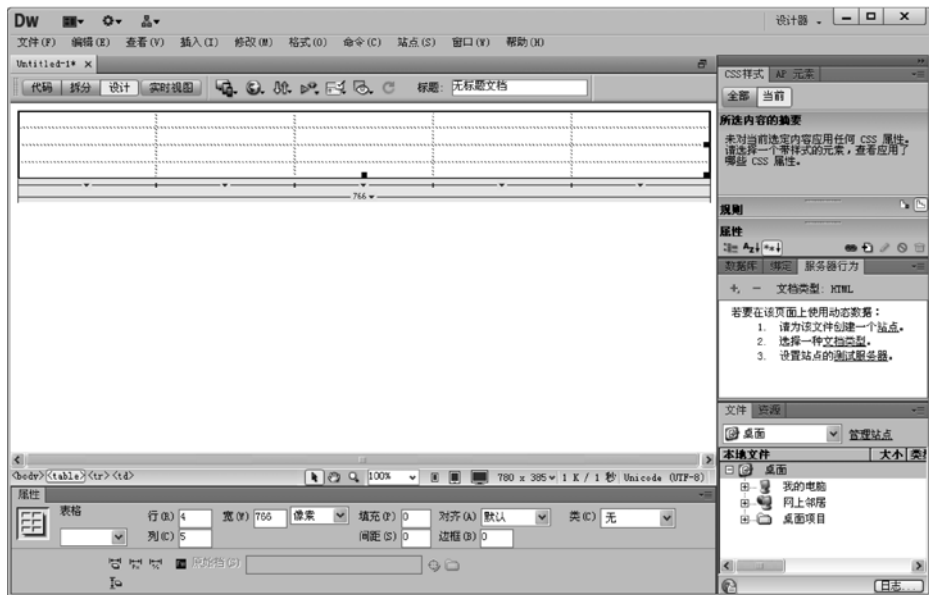 Dw
设计器
文件(F) 编辑(E) 查看(V) 插入(I) 修改(M) 格式(O) 命令(C) 站点(S) 窗口(W) 帮助(H)
Untitled-1* ×
代码 拆分 设计 实时视图 标题: 无标题文档
766
<body><table><tr><td>
100% 780 x 385 1 K / 1 秒 Unicode (UTF-8)
属性
表格 行(R) 4 宽(W) 766 像素 填充(P) 0 对齐(A) 默认 类(C) 无
列(C) 5 间距(S) 0 边框(B) 0
原始档(S)
CSS样式 AP 元素
全部 当前
所选内容的摘要
未对当前选定内容应用任何 CSS 属性。
请选择一个带样式的元素,查看应用了
哪些 CSS 属性。
规则
属性
数据库 绑定 服务器行为
文档类型: HTML
若要在该页面上使用动态数据:
1. 请为该文件创建一个站点。
2. 选择一种文档类型。
3. 设置站点的测试服务器。
文件 资源
桌面 管理站点
本地文件 大小 类
桌面
我的电脑
网上邻居
桌面项目
日志...